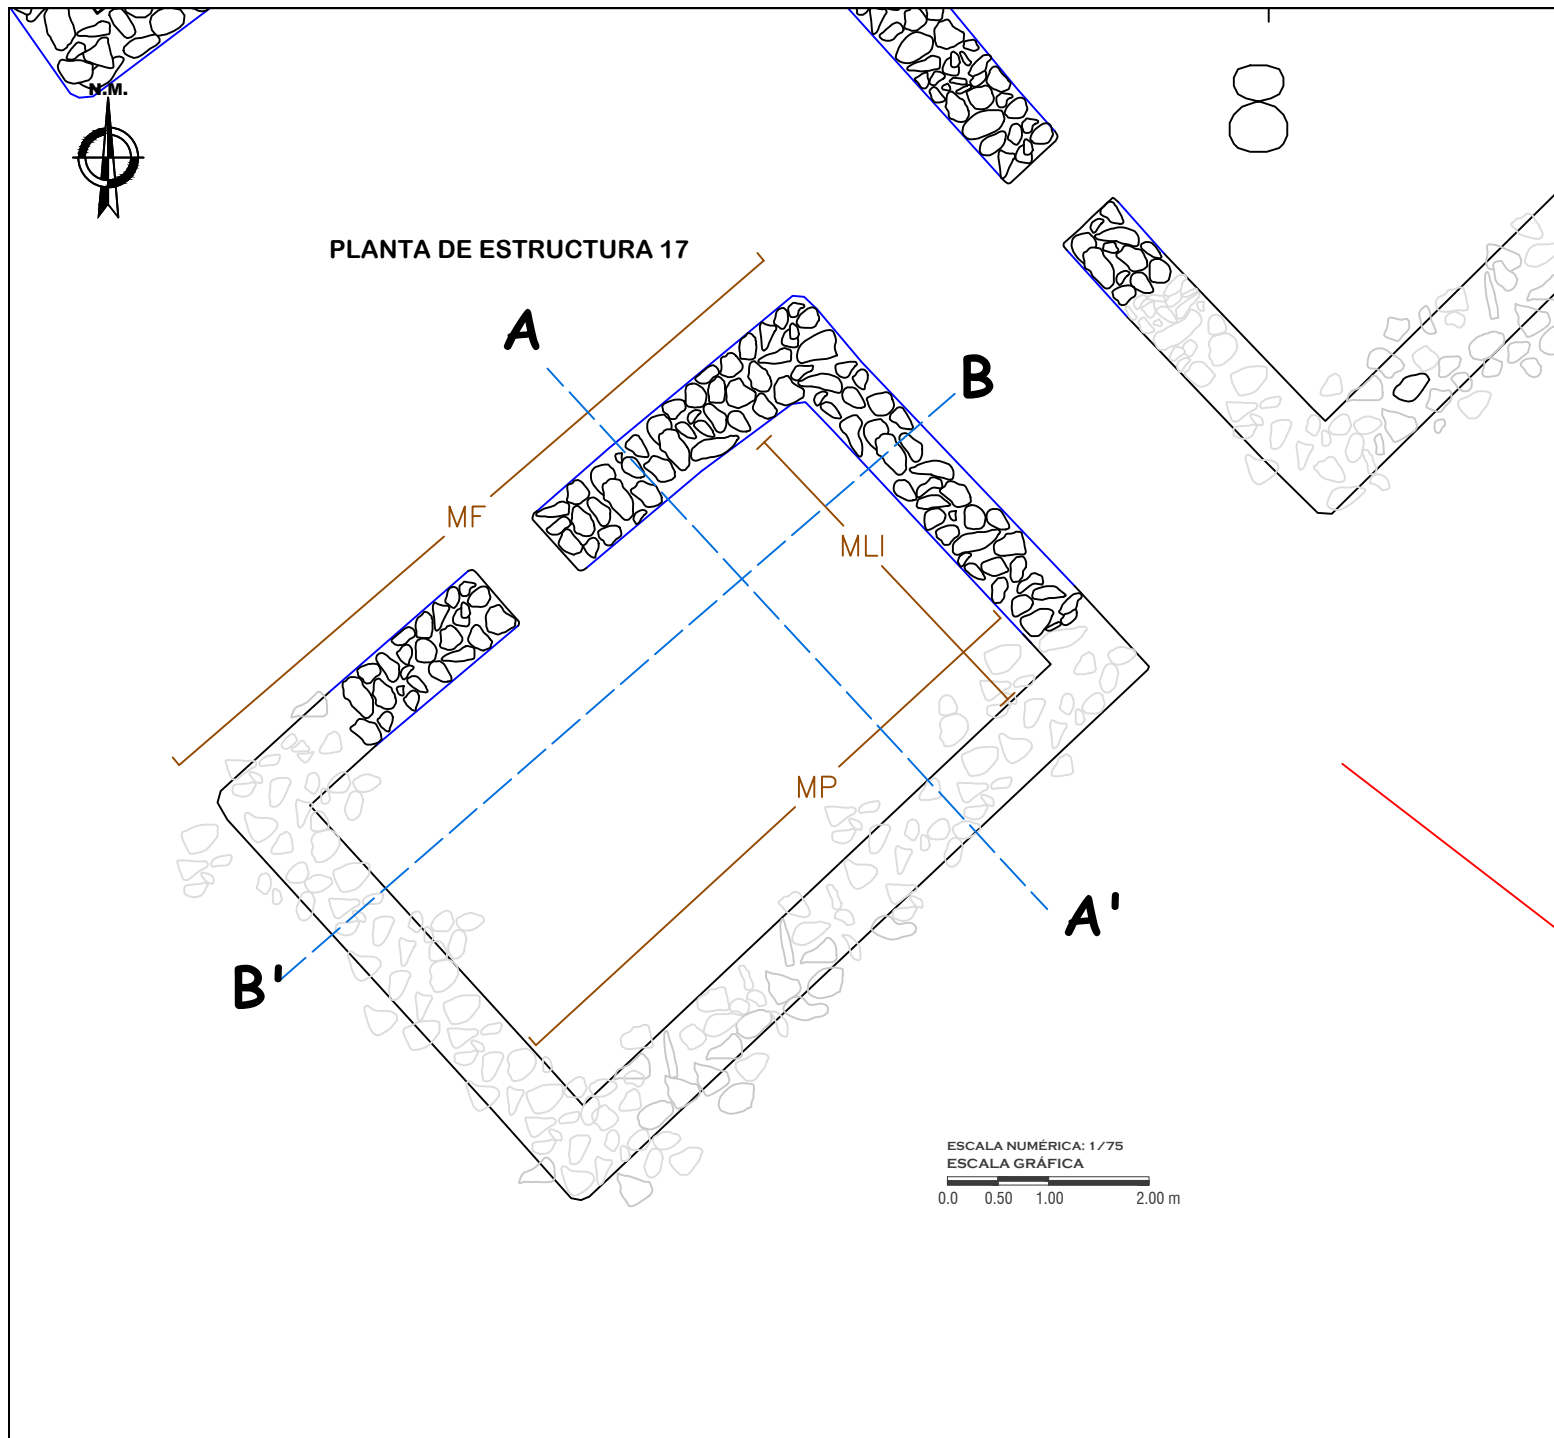 N.M.
PLANTA DE ESTRUCTURA 17
A
B
MF
MLI
MP
A'
B'
ESCALA NUMÉRICA: 1/75
ESCALA GRÁFICA
0.0 0.50 1.00 2.00 m